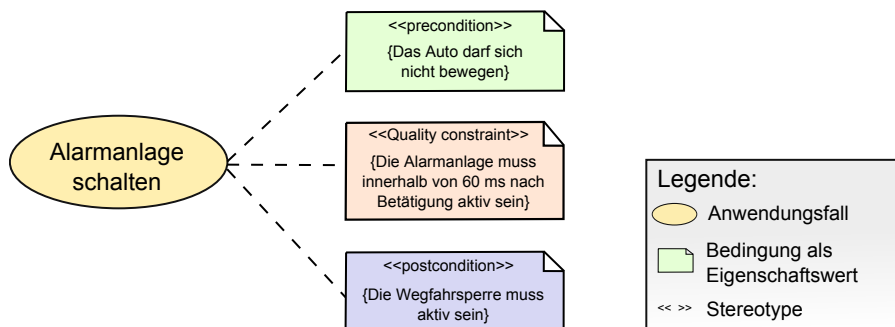 <<precondition>>
{Das Auto darf sich
nicht bewegen}
Alarmanlage
schalten
<<Quality constraint>>
{Die Alarmanlage muss
innerhalb von 60 ms nach
Betätigung aktiv sein}
<<postcondition>>
{Die Wegfahrsperre muss
aktiv sein}
Legende:
Anwendungsfall
Bedingung als
Eigenschaftswert
<< >> Stereotype